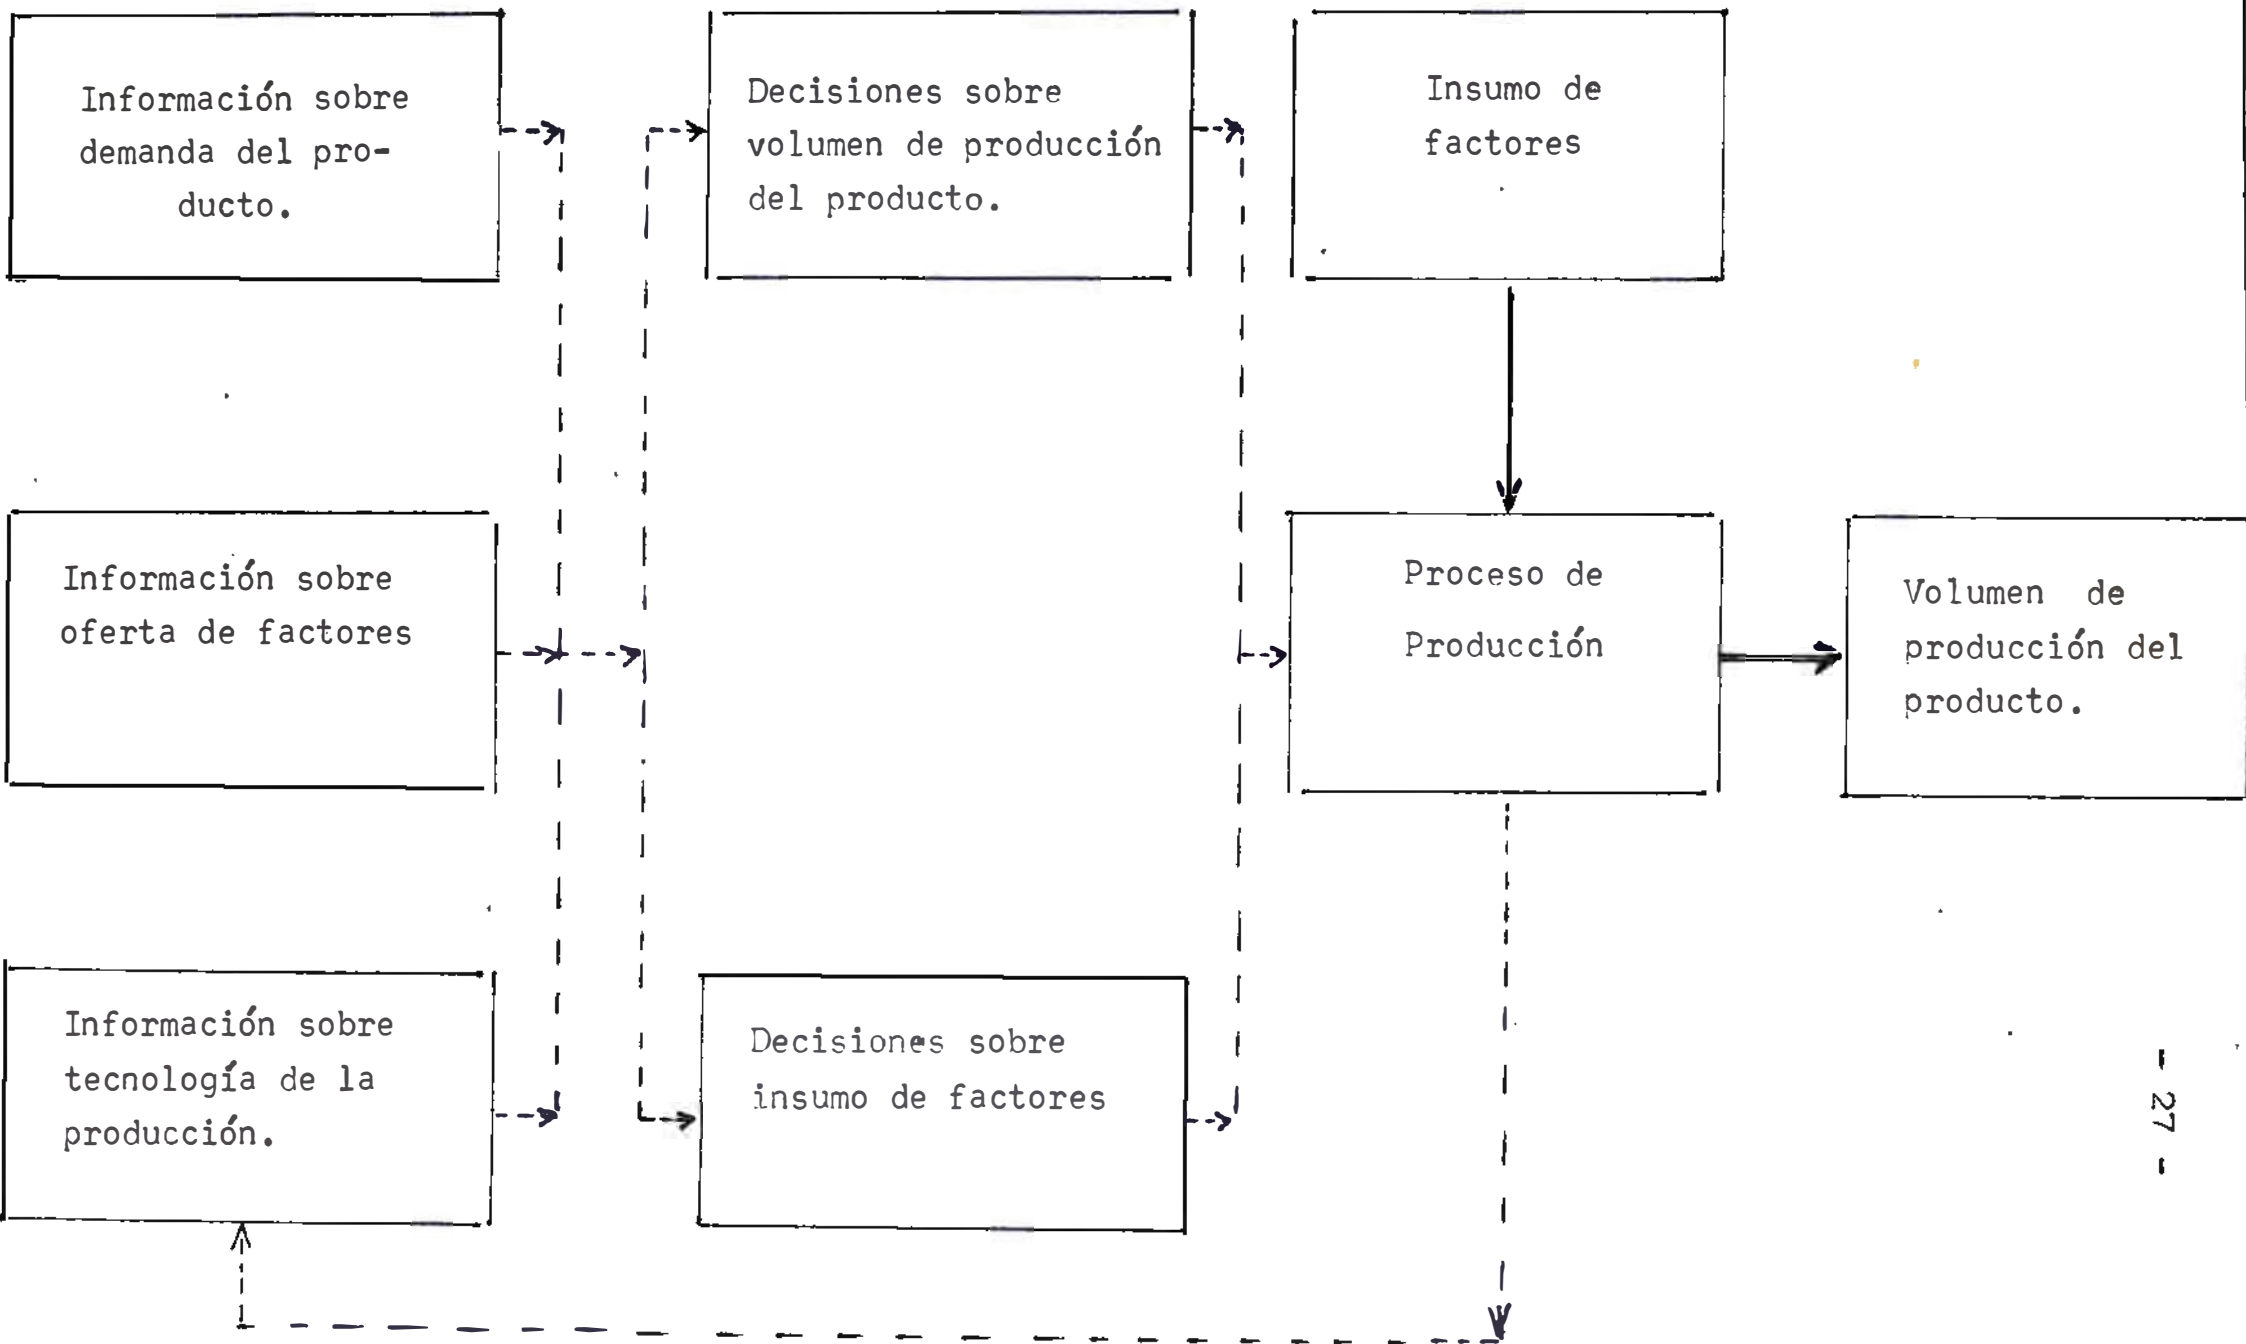 Información sobre
demanda del pro-
ducto.
Decisiones sobre
volumen de producción
del producto.
Insumo de
factores
Información sobre
oferta de factores
Proceso de
Producción
Volumen de
producción del
producto.
Información sobre
tecnología de la
producción.
Decisiones sobre
insumo de factores
- 27 -